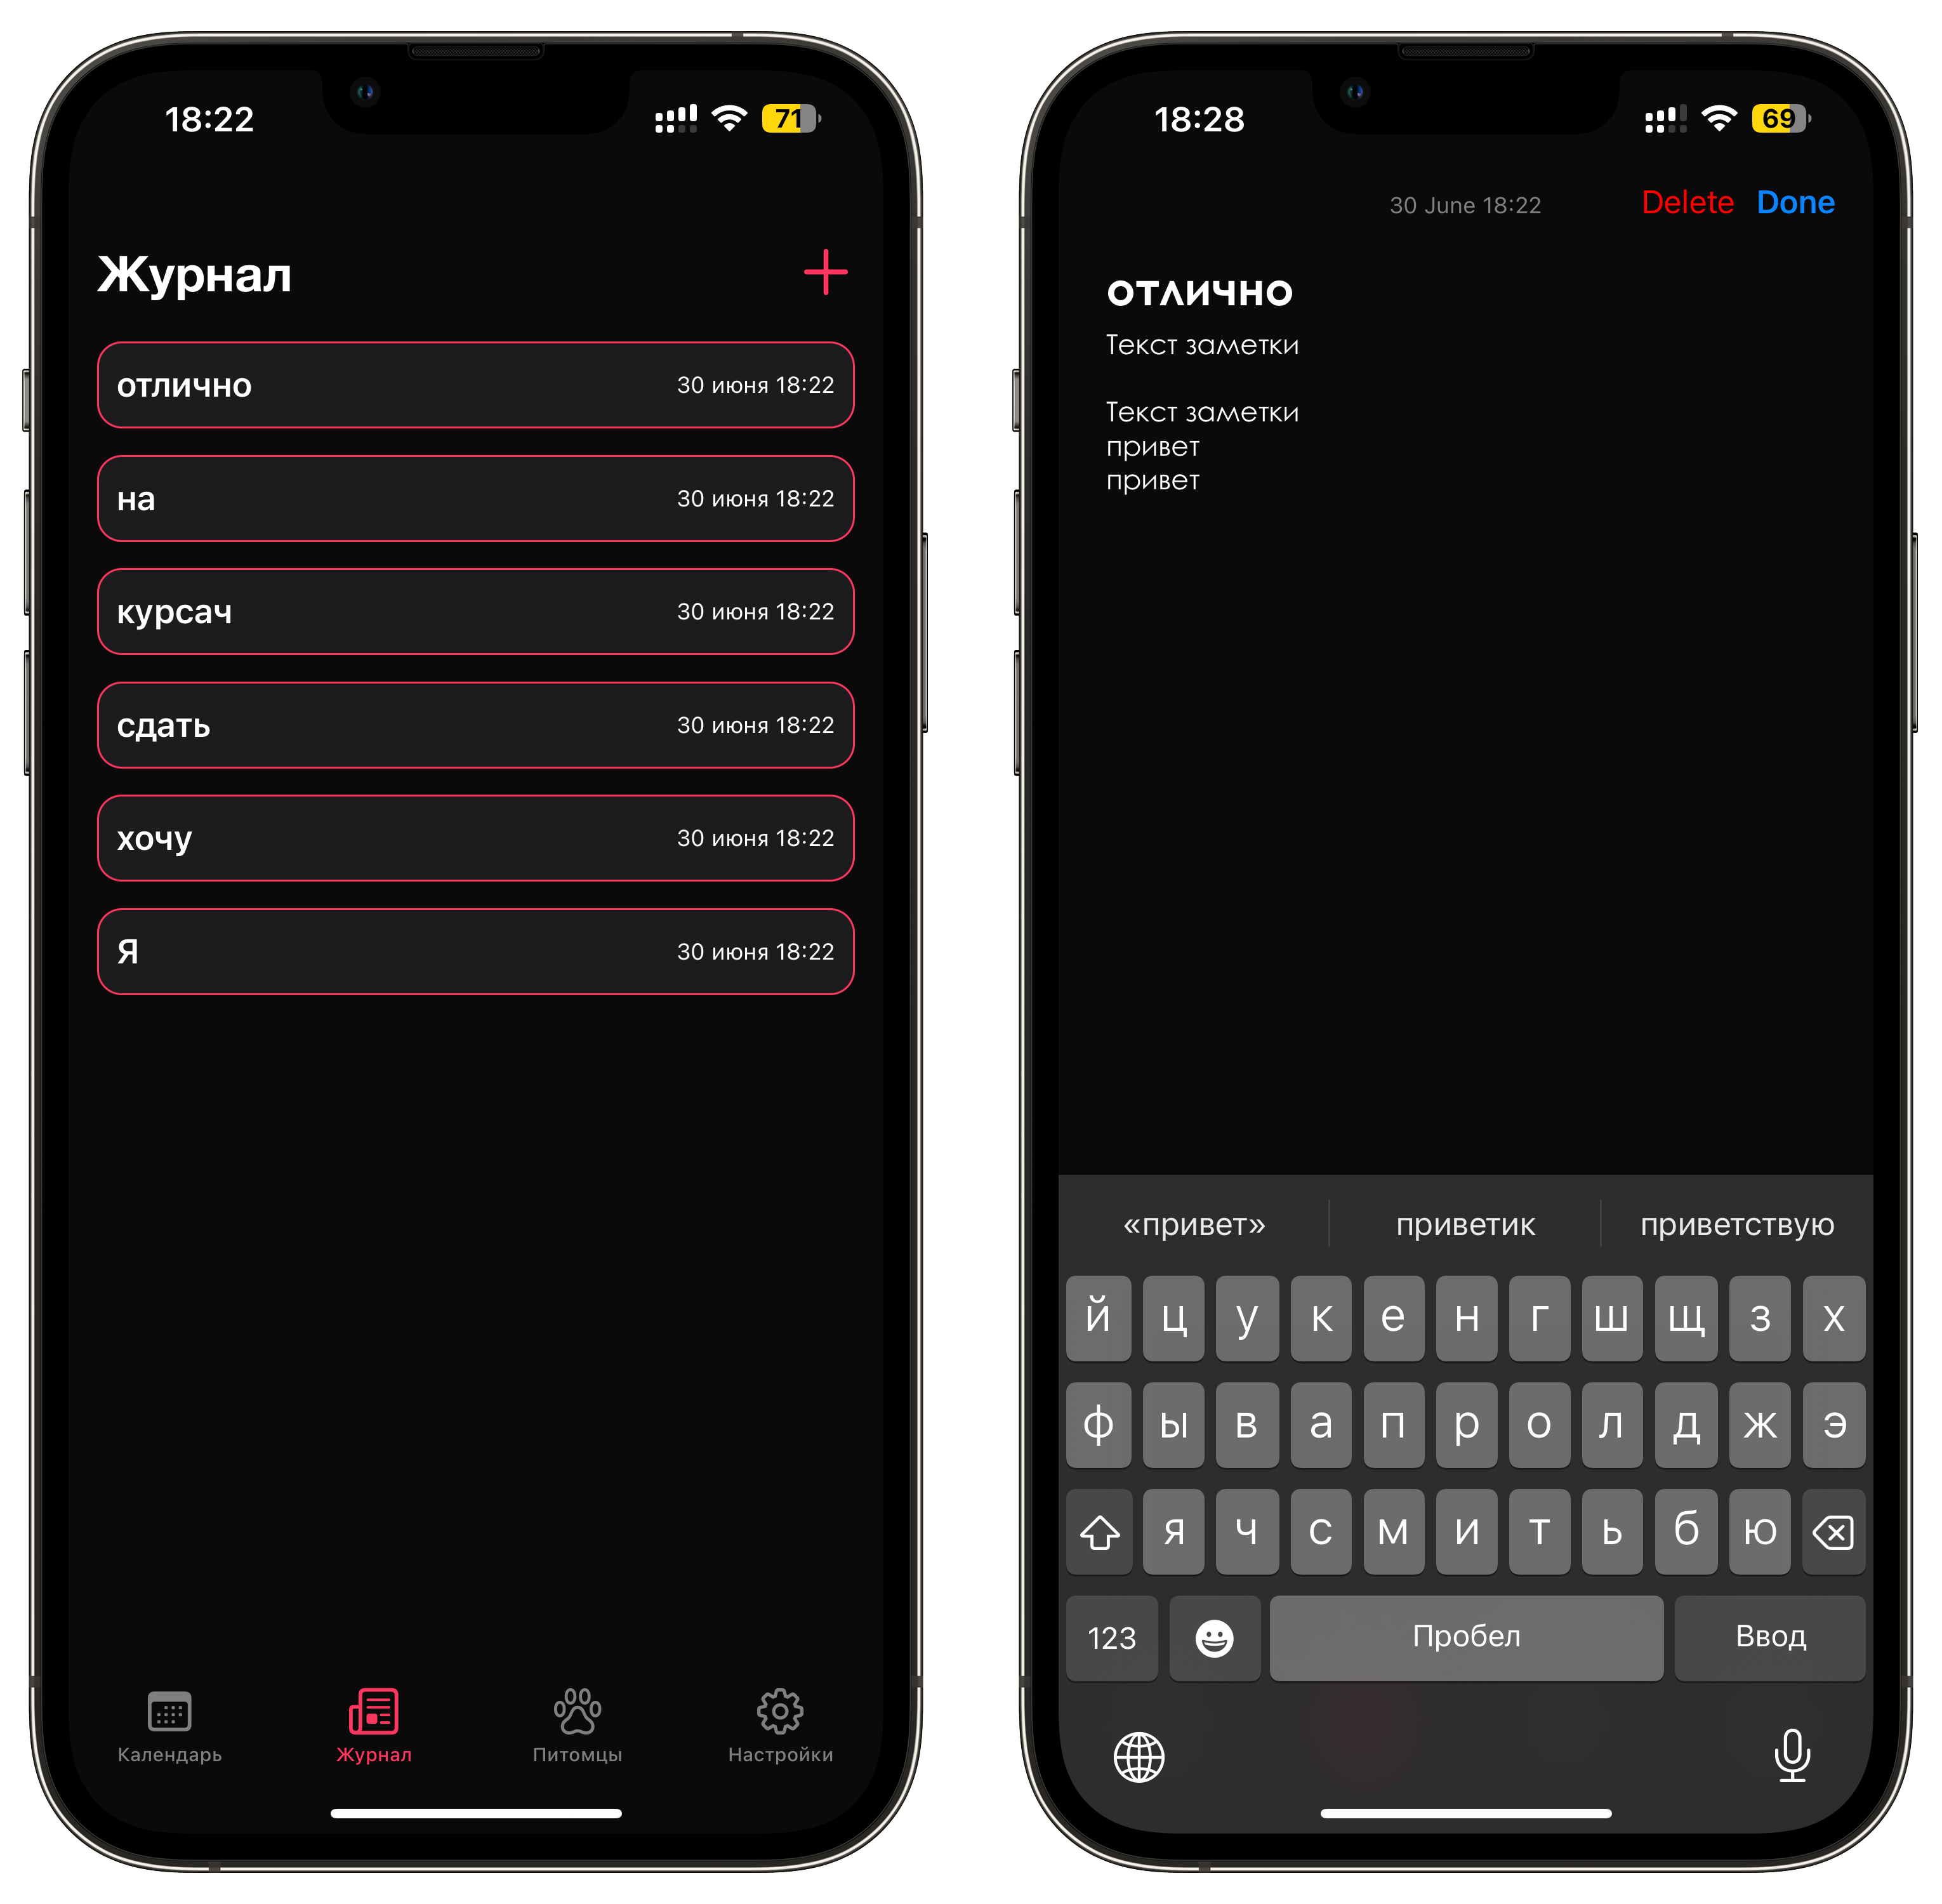 18:22
71
Журнал
отлично 30 июня 18:22
на 30 июня 18:22
курсач 30 июня 18:22
сдать 30 июня 18:22
хочу 30 июня 18:22
Я 30 июня 18:22
Календарь Журнал Питомцы Настройки
18:28
69
30 June 18:22 Delete Done
отлично
Текст заметки
Текст заметки
привет
привет
«привет» приветик приветствую
й ц у к е н г ш щ з х
ф ы в а п р о л д ж э
я ч с м и т ь б ю
123 Пробел Ввод